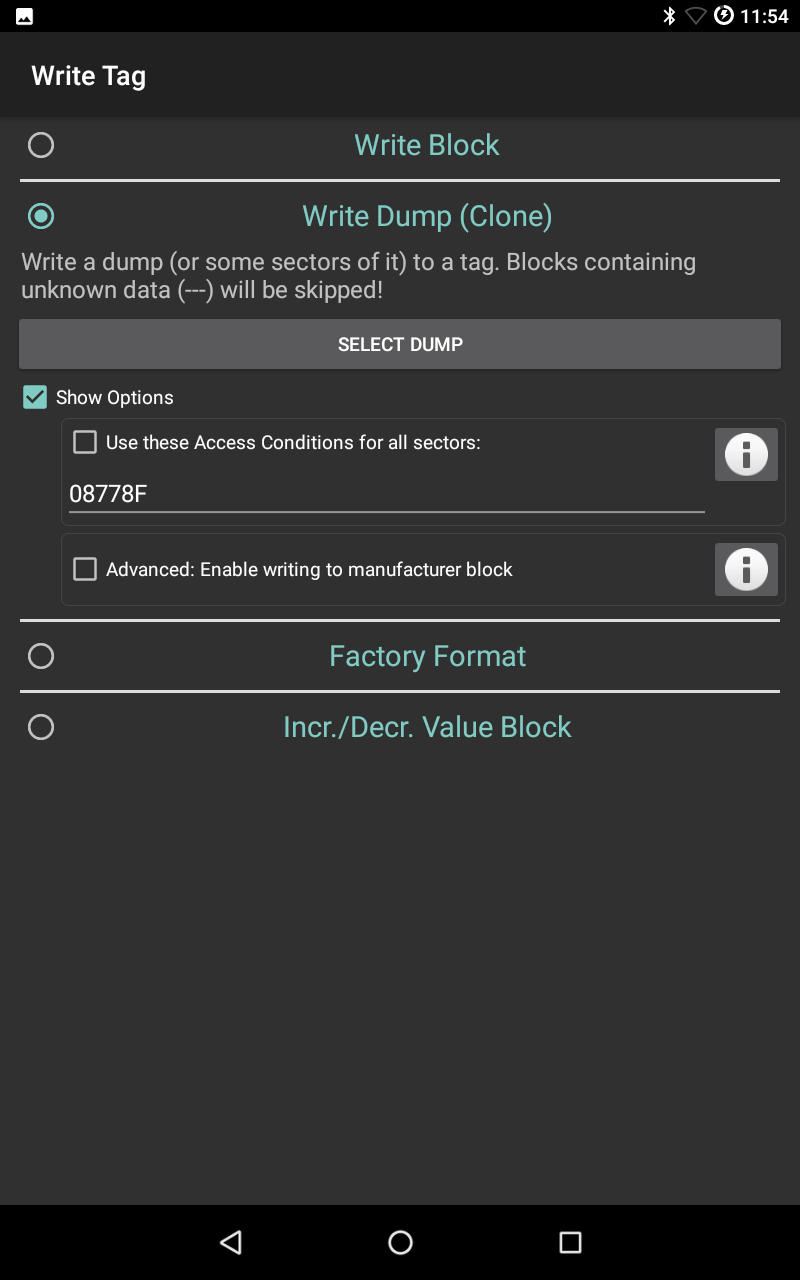 11:54
Write Tag
Write Block
Write Dump (Clone)
Write a dump (or some sectors of it) to a tag. Blocks containing
unknown data (---) will be skipped!
SELECT DUMP
Show Options
Use these Access Conditions for all sectors:
08778F
Advanced: Enable writing to manufacturer block
Factory Format
Incr./Decr. Value Block